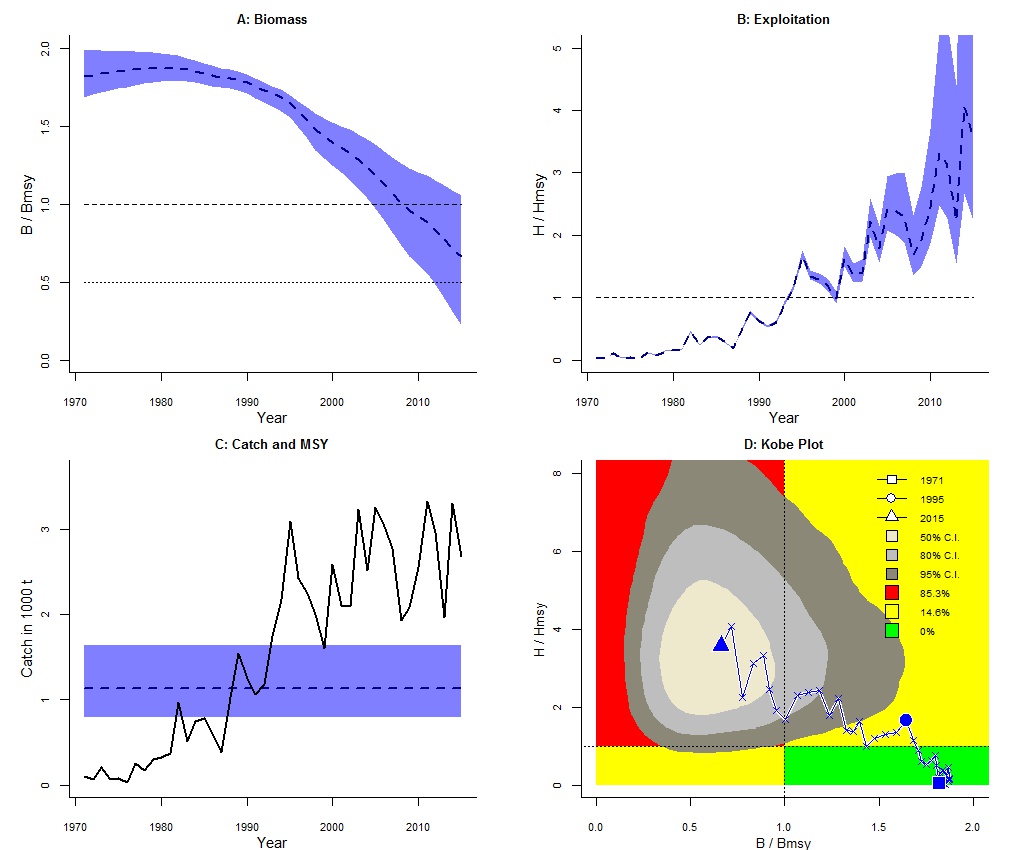 A: Biomass
B / Bmsy
2.0
1.5
1.0
0.5
0.0
1970 1980 1990 2000 2010
Year
B: Exploitation
H / Hmsy
5
4
3
2
1
0
1970 1980 1990 2000 2010
Year
C: Catch and MSY
Catch in 1000 t
3
2
1
0
1970 1980 1990 2000 2010
Year
D: Kobe Plot
H / Hmsy
8
6
4
2
0
1971
1995
2015
50% C.I.
80% C.I.
95% C.I.
85.3%
14.6%
0%
0.0 0.5 1.0 1.5 2.0
B / Bmsy